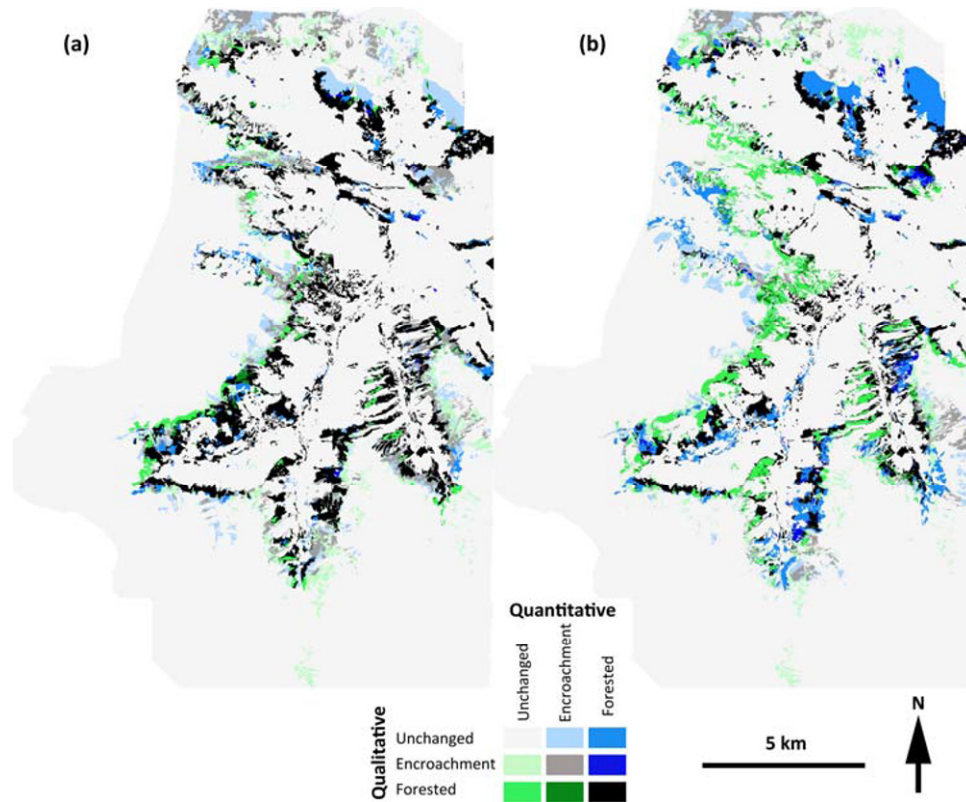 (a)
(b)
Quantitative
Unchanged
Encroachment
Forested
Qualitative
Unchanged
Encroachment
Forested
5 km
N